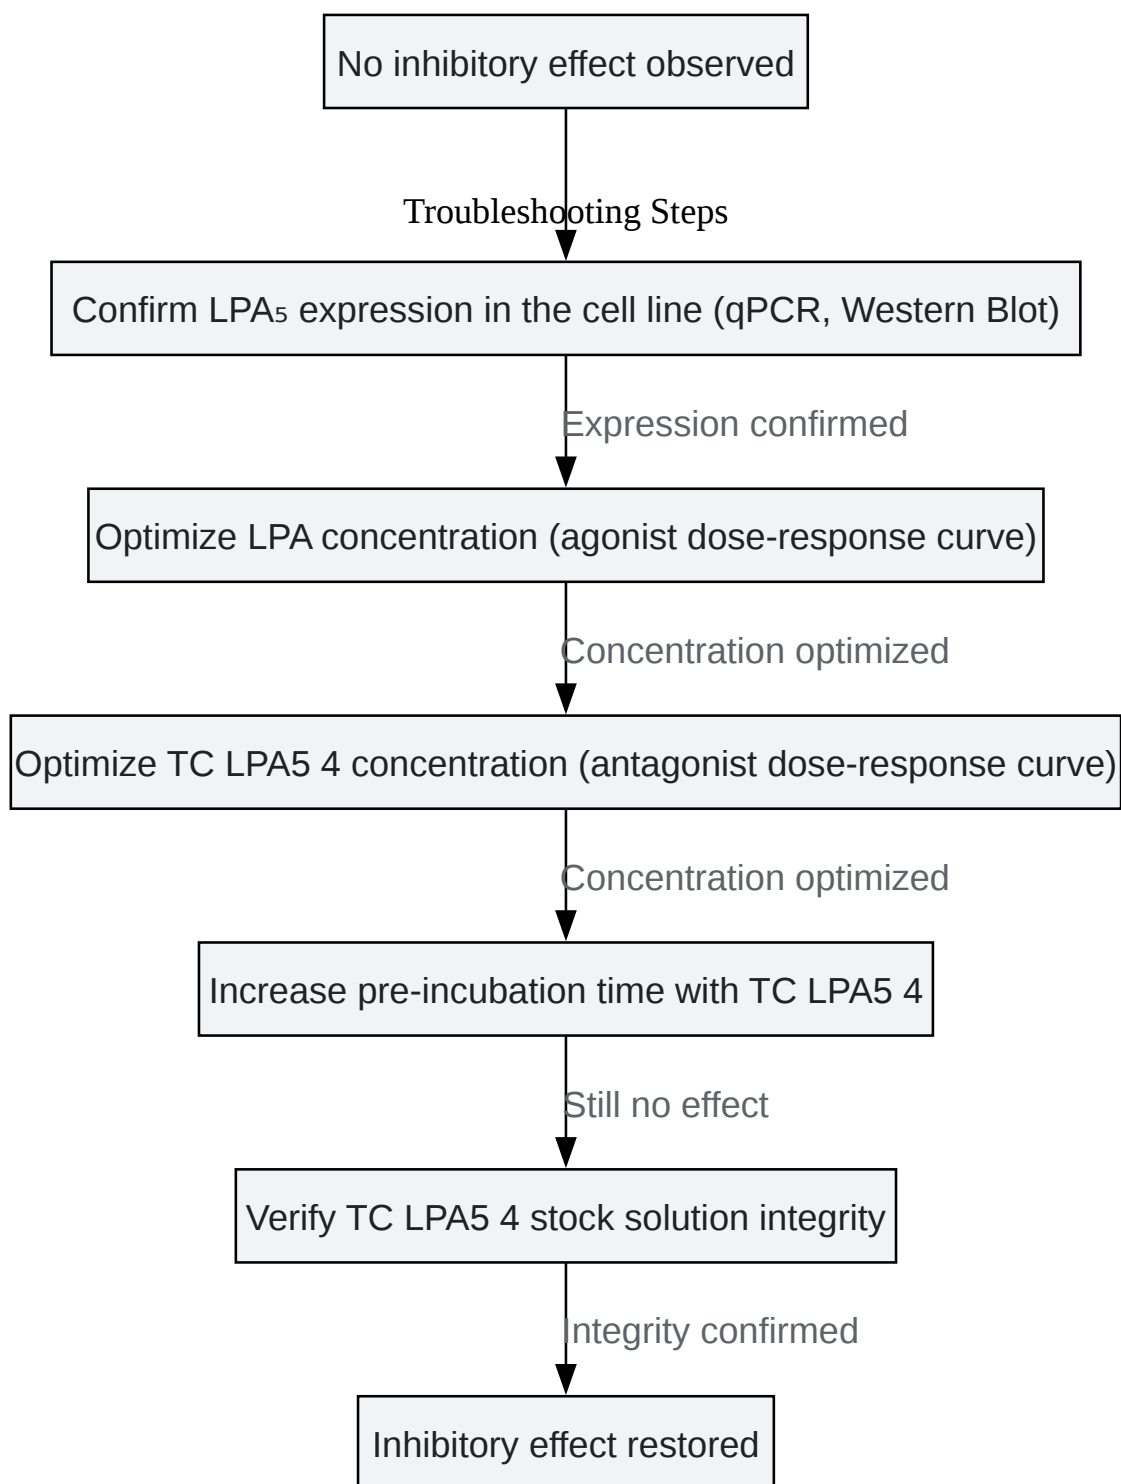 No inhibitory effect observed
Troubleshooting Steps
Confirm LPA₅ expression in the cell line (qPCR, Western Blot)
Expression confirmed
Optimize LPA concentration (agonist dose-response curve)
Concentration optimized
Optimize TC LPA5 4 concentration (antagonist dose-response curve)
Concentration optimized
Increase pre-incubation time with TC LPA5 4
Still no effect
Verify TC LPA5 4 stock solution integrity
Integrity confirmed
Inhibitory effect restored